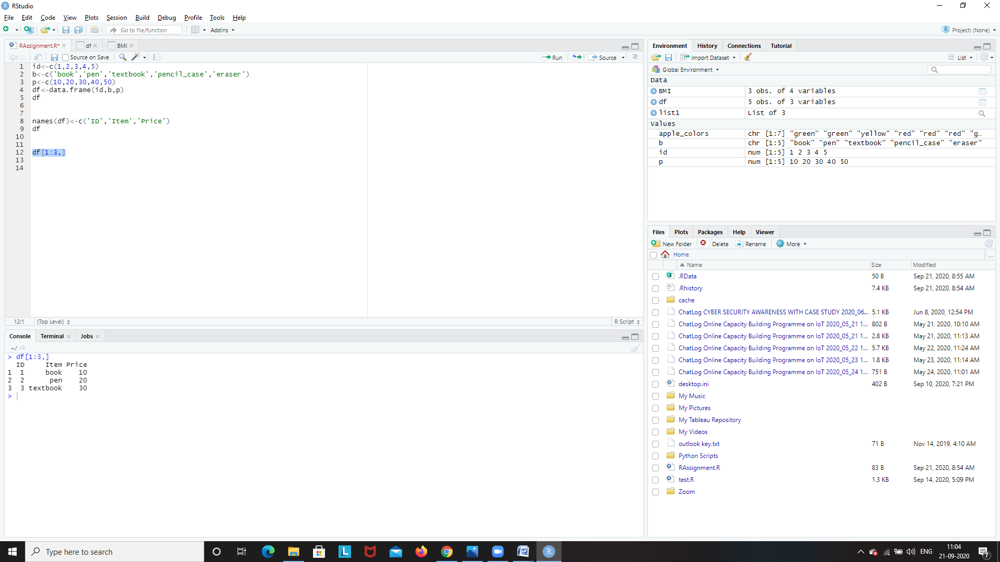 RStudio
File Edit Code View Plots Session Build Debug Profile Tools Help
Go to file/function Addins Project: (None)
RAssignment.R* df BMI
Source on Save Run Source
1 id<-c(1,2,3,4,5)
2 b<-c('book','pen','textbook','pencil_case','eraser')
3 p<-c(10,20,30,40,50)
4 df<-data.frame(id,b,p)
5 df
6
7
8 names(df)<-c('ID','Item','Price')
9 df
10
11
12 df[1:3,]
13
14
12:1 (Top Level) R Script
Console Terminal Jobs
~/
> df[1:3,]
ID Item Price
1 1 book 10
2 2 pen 20
3 3 textbook 30
>
Environment History Connections Tutorial
Import Dataset List
Global Environment
Data
BMI 3 obs. of 4 variables
df 5 obs. of 3 variables
list1 List of 3
Values
apple_colors chr [1:7] "green" "green" "yellow" "red" "red" "red" "g…
b chr [1:5] "book" "pen" "textbook" "pencil_case" "eraser"
id num [1:5] 1 2 3 4 5
p num [1:5] 10 20 30 40 50
Files Plots Packages Help Viewer
New Folder Delete Rename More
Home ...
Name Size Modified
.RData 50 B Sep 21, 2020, 8:55 AM
.Rhistory 7.4 KB Sep 21, 2020, 8:54 AM
cache
ChatLog CYBER SECURITY AWARENESS WITH CASE STUDY 2020_06... 5.1 KB Jun 8, 2020, 12:54 PM
ChatLog Online Capacity Building Programme on IoT 2020_05_21 1... 802 B May 21, 2020, 10:10 AM
ChatLog Online Capacity Building Programme on IoT 2020_05_21 1... 2.8 KB May 21, 2020, 11:13 AM
ChatLog Online Capacity Building Programme on IoT 2020_05_22 1... 5.7 KB May 22, 2020, 11:24 AM
ChatLog Online Capacity Building Programme on IoT 2020_05_23 1... 1.8 KB May 23, 2020, 11:14 AM
ChatLog Online Capacity Building Programme on IoT 2020_05_24 1... 751 B May 24, 2020, 11:01 AM
desktop.ini 402 B Sep 10, 2020, 7:21 PM
My Music
My Pictures
My Tableau Repository
My Videos
outlook key.txt 71 B Nov 14, 2019, 4:10 AM
Python Scripts
RAssignment.R 83 B Sep 21, 2020, 8:54 AM
test.R 1.3 KB Sep 14, 2020, 5:09 PM
Zoom
Type here to search
ENG
11:04
21-09-2020
7